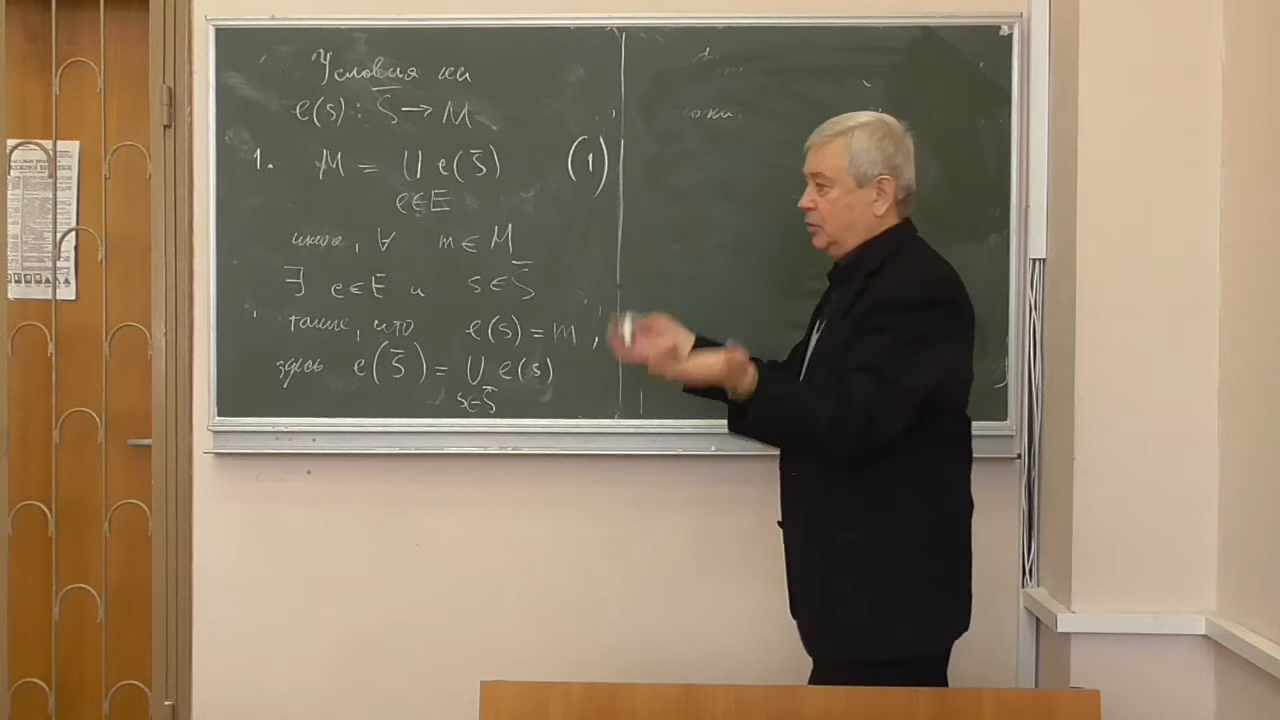 Условия на
e(s): S̄ → M
1. M = ∪ e(S̄) (1)
e∈E
иначе, ∀ m ∈ M
∃ e∈E и s∈S̄
такие, что e(s) = m,
здесь e(S̄) = ∪ e(s)
s∈S̄